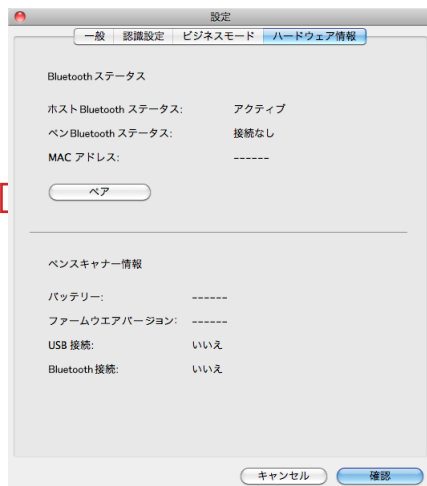 設定
一般 認識設定 ビジネスモード ハードウェア情報
Bluetooth ステータス
ホスト Bluetooth ステータス: アクティブ
ペン Bluetooth ステータス: 接続なし
MAC アドレス: ------
ペア
ペンスキャナー情報
バッテリー: ------
ファームウエアバージョン: ------
USB 接続: いいえ
Bluetooth 接続: いいえ
キャンセル 確認